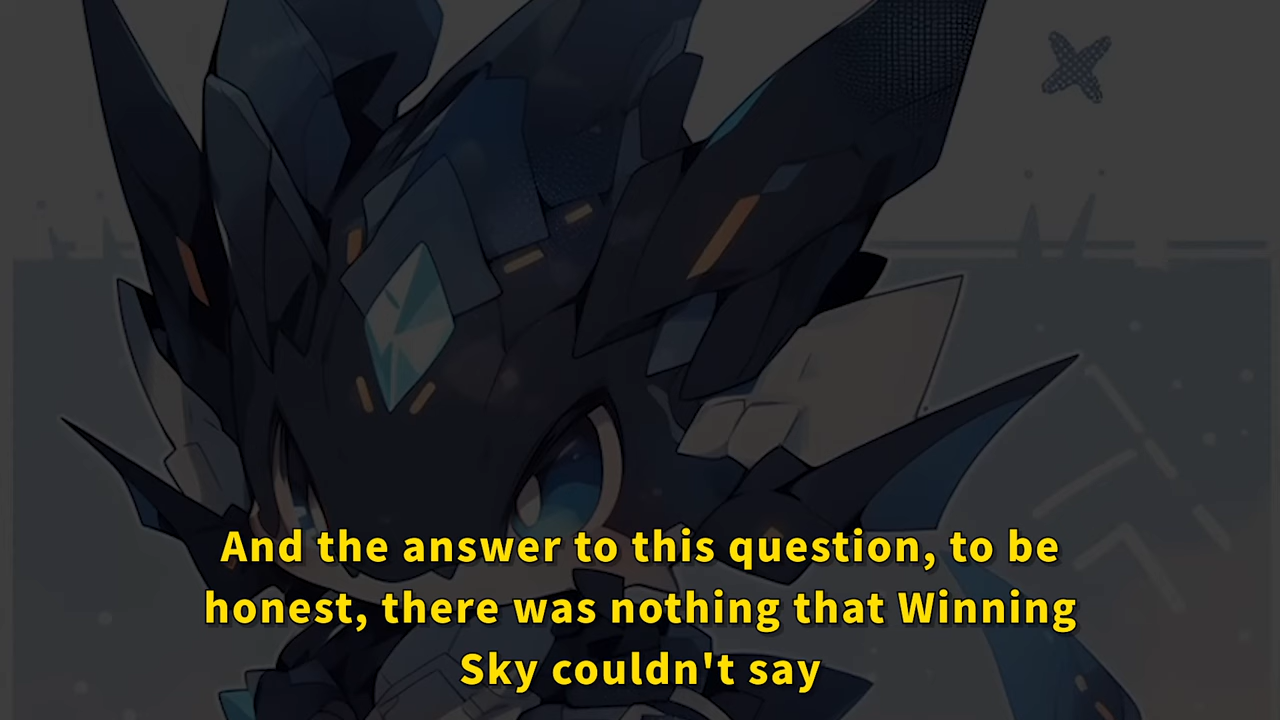 And the answer to this question, to be
honest, there was nothing that Winning
Sky couldn't say